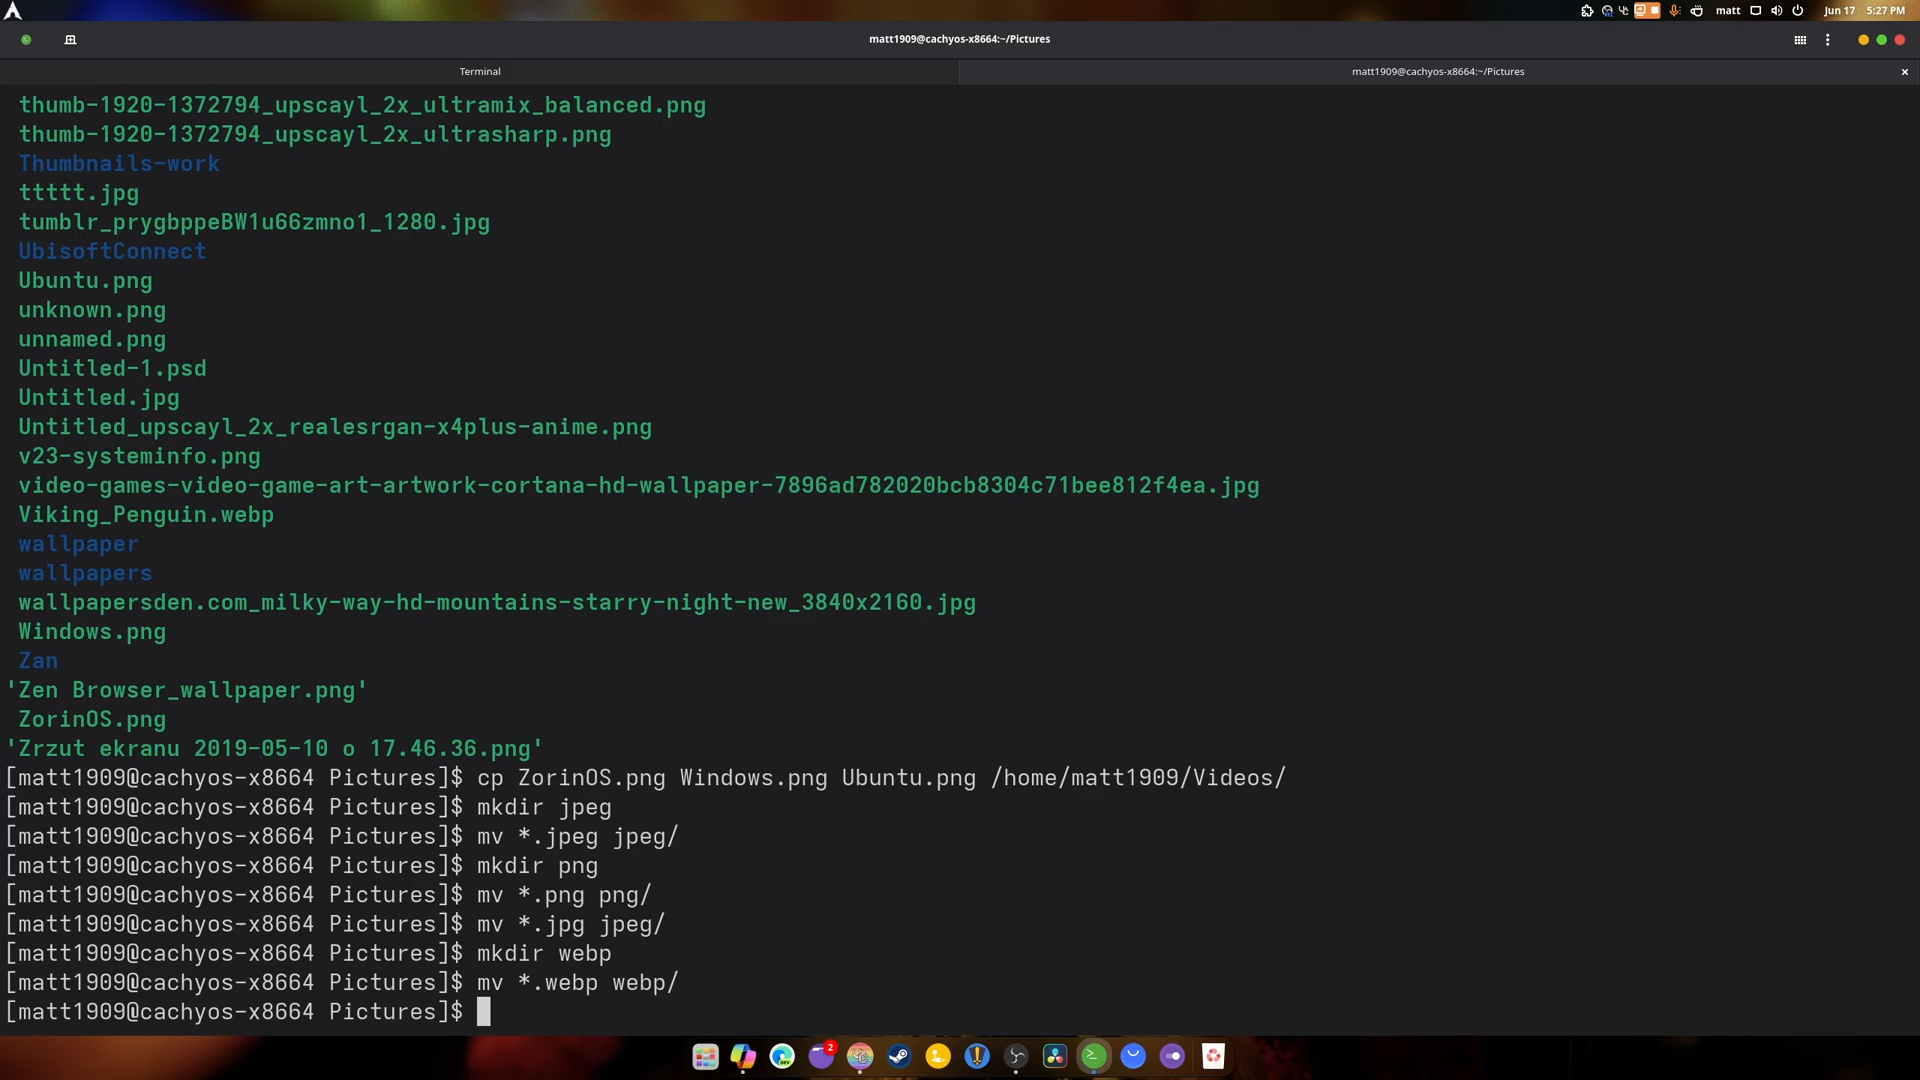 matt
Jun 17 5:27 PM
matt1909@cachyos-x8664:~/Pictures
Terminal
matt1909@cachyos-x8664:~/Pictures
thumb-1920-1372794_upscayl_2x_ultramix_balanced.png
thumb-1920-1372794_upscayl_2x_ultrasharp.png
Thumbnails-work
ttttt.jpg
tumblr_prygbppeBW1u66zmno1_1280.jpg
UbisoftConnect
Ubuntu.png
unknown.png
unnamed.png
Untitled-1.psd
Untitled.jpg
Untitled_upscayl_2x_realesrgan-x4plus-anime.png
v23-systeminfo.png
video-games-video-game-art-artwork-cortana-hd-wallpaper-7896ad782020bcb8304c71bee812f4ea.jpg
Viking_Penguin.webp
wallpaper
wallpapers
wallpapersden.com_milky-way-hd-mountains-starry-night-new_3840x2160.jpg
Windows.png
Zan
'Zen Browser_wallpaper.png'
ZorinOS.png
'Zrzut ekranu 2019-05-10 o 17.46.36.png'
[matt1909@cachyos-x8664 Pictures]$ cp ZorinOS.png Windows.png Ubuntu.png /home/matt1909/Videos/
[matt1909@cachyos-x8664 Pictures]$ mkdir jpeg
[matt1909@cachyos-x8664 Pictures]$ mv *.jpeg jpeg/
[matt1909@cachyos-x8664 Pictures]$ mkdir png
[matt1909@cachyos-x8664 Pictures]$ mv *.png png/
[matt1909@cachyos-x8664 Pictures]$ mv *.jpg jpeg/
[matt1909@cachyos-x8664 Pictures]$ mkdir webp
[matt1909@cachyos-x8664 Pictures]$ mv *.webp webp/
[matt1909@cachyos-x8664 Pictures]$
2